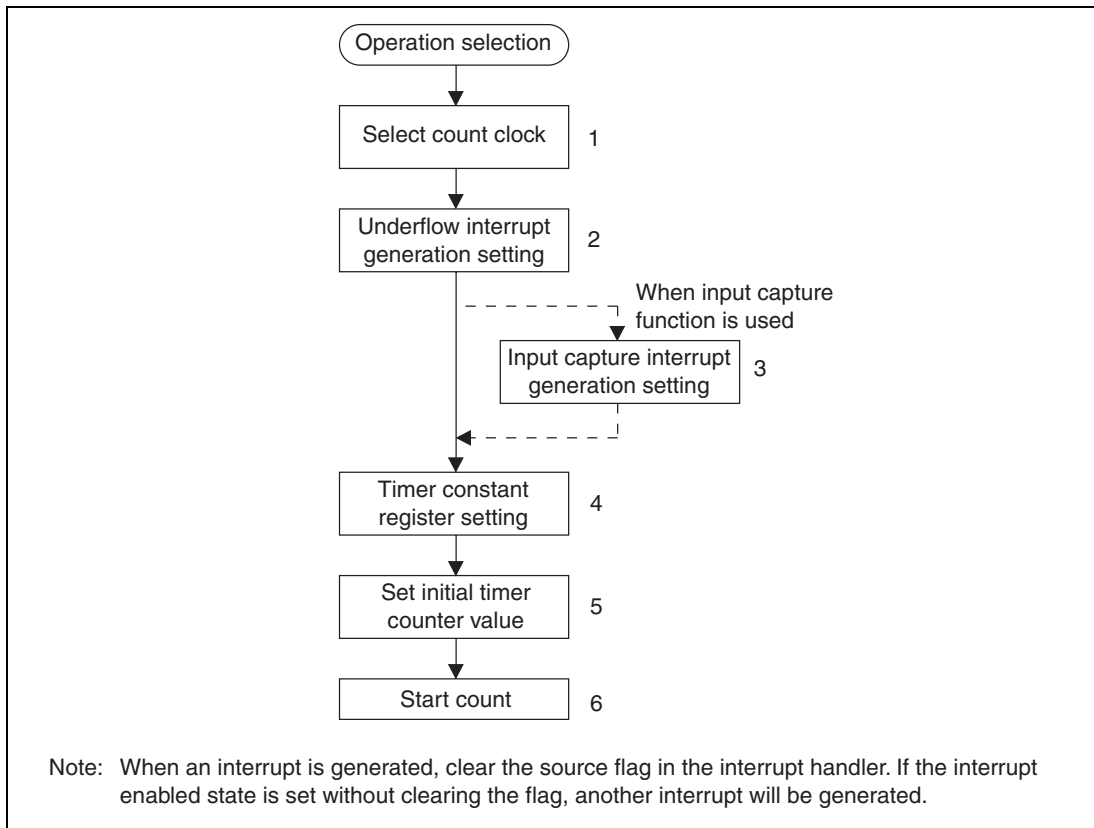 Operation selection
Select count clock
1
Underflow interrupt
generation setting
2
When input capture
function is used
Input capture interrupt
generation setting
3
Timer constant
register setting
4
Set initial timer
counter value
5
Start count
6
Note: When an interrupt is generated, clear the source flag in the interrupt handler. If the interrupt
enabled state is set without clearing the flag, another interrupt will be generated.